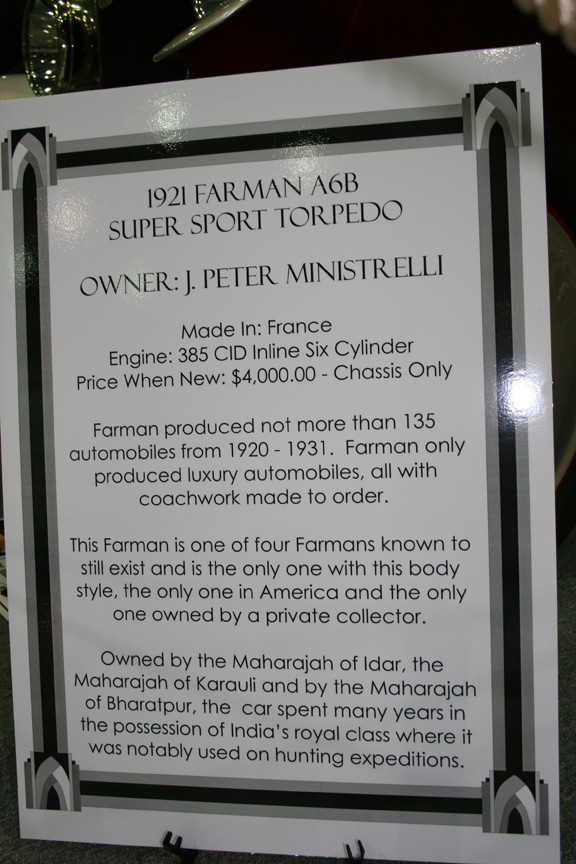 1921 FARMAN A6B
SUPER SPORT TORPEDO
OWNER: J. PETER MINISTRELLI
Made In: France
Engine: 385 CID Inline Six Cylinder
Price When New: $4,000.00 - Chassis Only
Farman produced not more than 135
automobiles from 1920 - 1931. Farman only
produced luxury automobiles, all with
coachwork made to order.
This Farman is one of four Farmans known to
still exist and is the only one with this body
style, the only one in America and the only
one owned by a private collector.
Owned by the Maharajah of Idar, the
Maharajah of Karauli and by the Maharajah
of Bharatpur, the car spent many years in
the possession of India's royal class where it
was notably used on hunting expeditions.